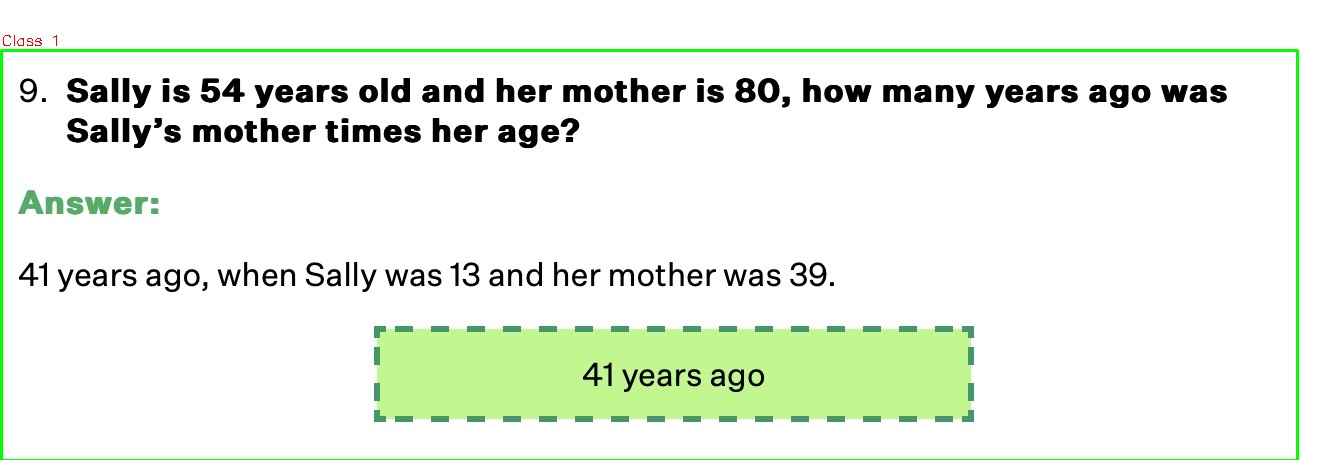 Class 1
9. Sally is 54 years old and her mother is 80, how many years ago was
Sally's mother times her age?
Answer:
41 years ago, when Sally was 13 and her mother was 39.
41 years ago